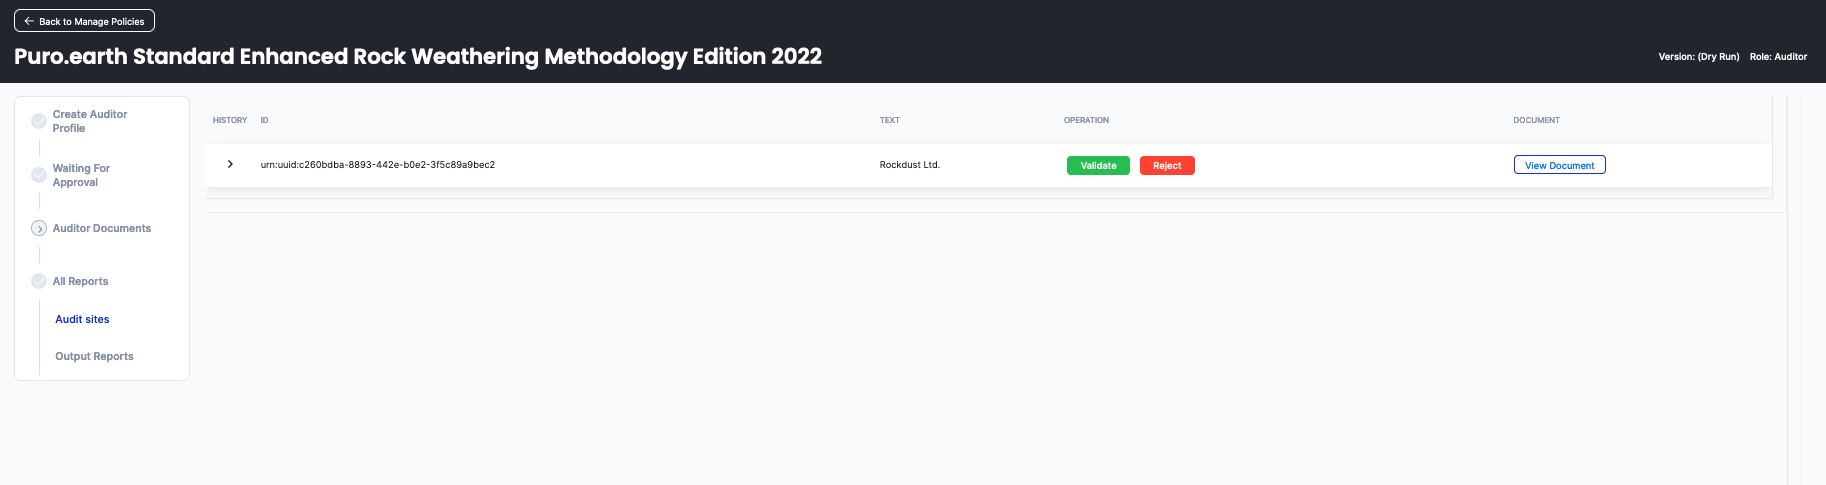 Back to Manage Policies
Puro.earth Standard Enhanced Rock Weathering Methodology Edition 2022
Version: (Dry Run) Role: Auditor
Create Auditor
Profile
Waiting For
Approval
Auditor Documents
All Reports
Audit sites
Output Reports
HISTORY ID TEXT OPERATION DOCUMENT
urn:uuid:c260bdba-8893-442e-b0e2-3f5c89a9bec2 Rockdust Ltd. Validate Reject View Document